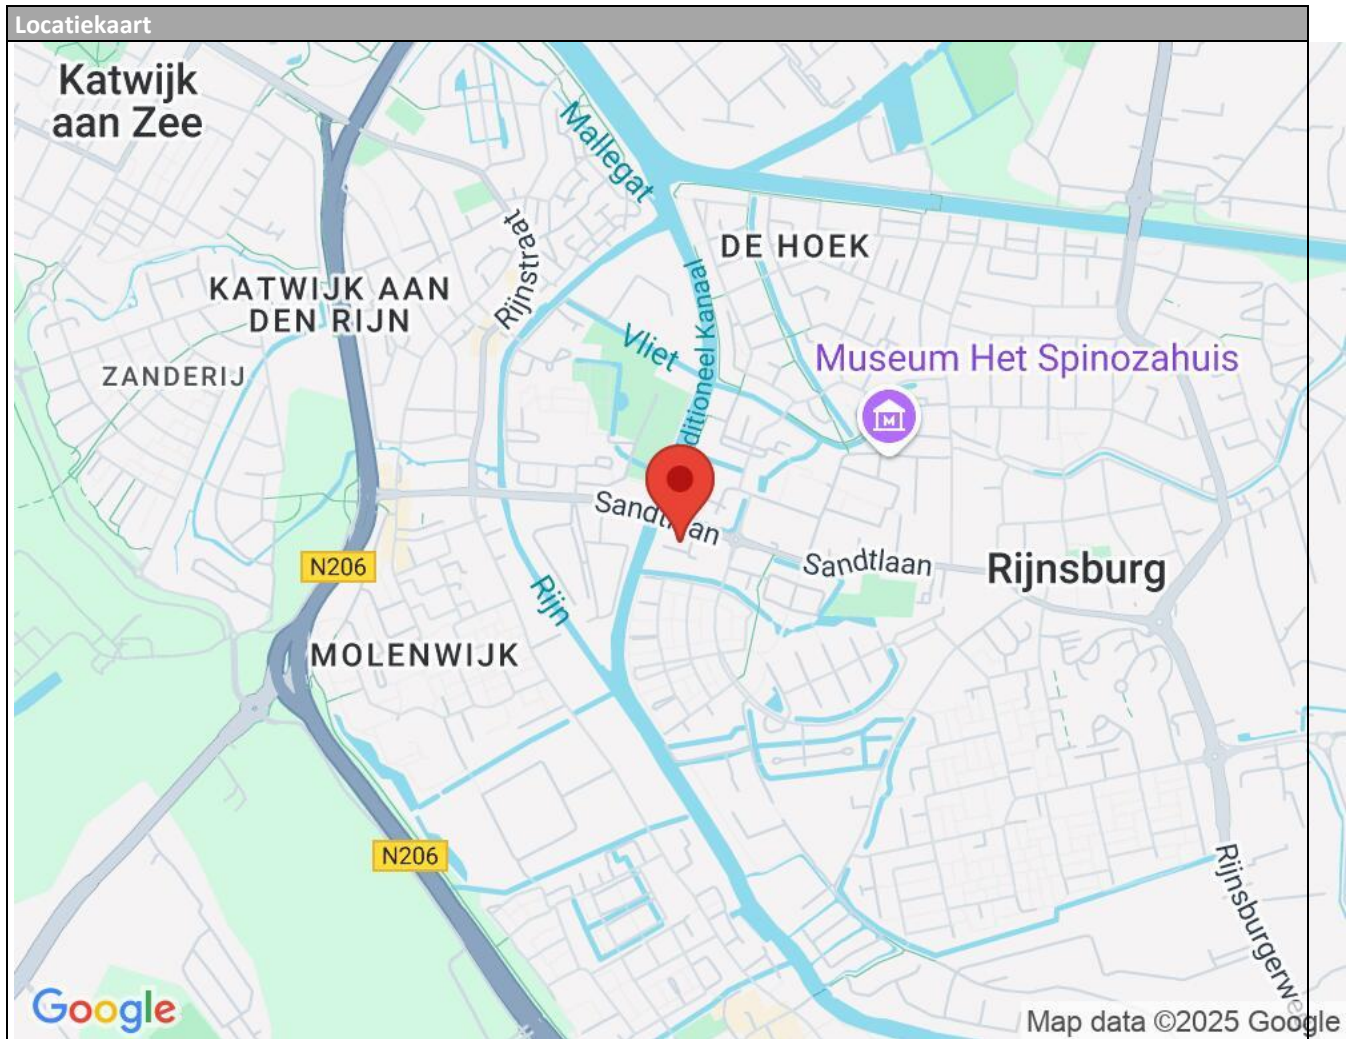 Locatiekaart
Katwijk
aan Zee
Mallegat
Rijnstraat
DE HOEK
KATWIJK AAN
DEN RIJN
ditioneel Kanaal
Vliet
Museum Het Spinozahuis
ZANDERIJ
M
Sandtlaan
Sandtlaan
Rijnsburg
N206
Rijn
MOLENWIJK
N206
Rijnsburgerwe
Google
Map data ©2025 Google